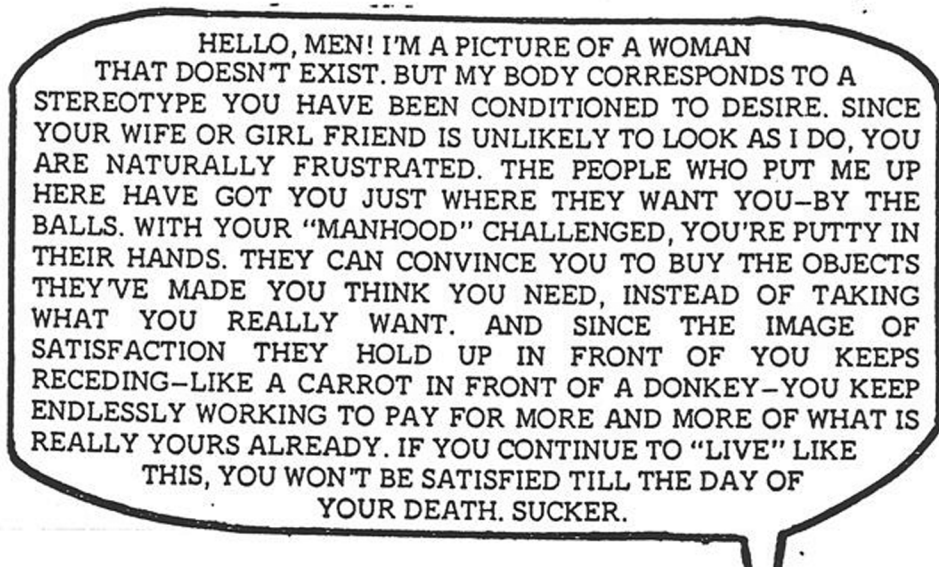 HELLO, MEN! I'M A PICTURE OF A WOMAN
THAT DOESN'T EXIST. BUT MY BODY CORRESPONDS TO A
STEREOTYPE YOU HAVE BEEN CONDITIONED TO DESIRE. SINCE
YOUR WIFE OR GIRL FRIEND IS UNLIKELY TO LOOK AS I DO, YOU
ARE NATURALLY FRUSTRATED. THE PEOPLE WHO PUT ME UP
HERE HAVE GOT YOU JUST WHERE THEY WANT YOU—BY THE
BALLS. WITH YOUR "MANHOOD" CHALLENGED, YOU'RE PUTTY IN
THEIR HANDS. THEY CAN CONVINCE YOU TO BUY THE OBJECTS
THEY'VE MADE YOU THINK YOU NEED, INSTEAD OF TAKING
WHAT YOU REALLY WANT. AND SINCE THE IMAGE OF
SATISFACTION THEY HOLD UP IN FRONT OF YOU KEEPS
RECEDING—LIKE A CARROT IN FRONT OF A DONKEY—YOU KEEP
ENDLESSLY WORKING TO PAY FOR MORE AND MORE OF WHAT IS
REALLY YOURS ALREADY. IF YOU CONTINUE TO "LIVE" LIKE
THIS, YOU WON'T BE SATISFIED TILL THE DAY OF
YOUR DEATH. SUCKER.